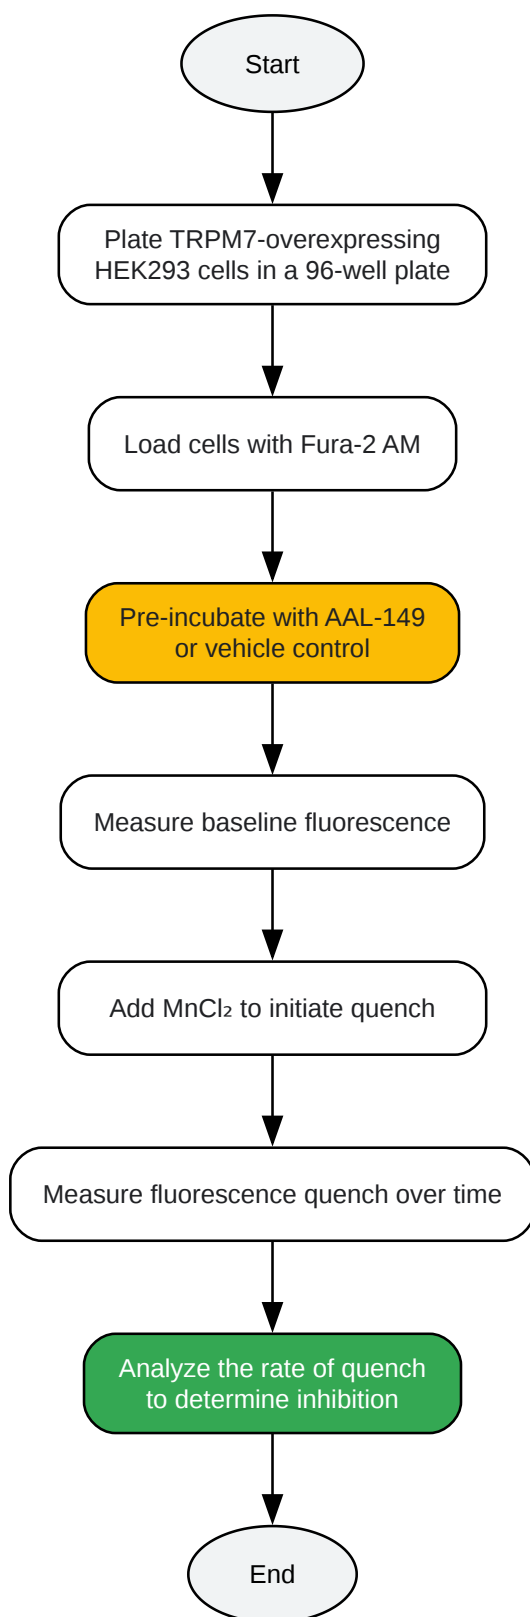 Start
Plate TRPM7-overexpressing
HEK293 cells in a 96-well plate
Load cells with Fura-2 AM
Pre-incubate with AAL-149
or vehicle control
Measure baseline fluorescence
Add MnCl₂ to initiate quench
Measure fluorescence quench over time
Analyze the rate of quench
to determine inhibition
End